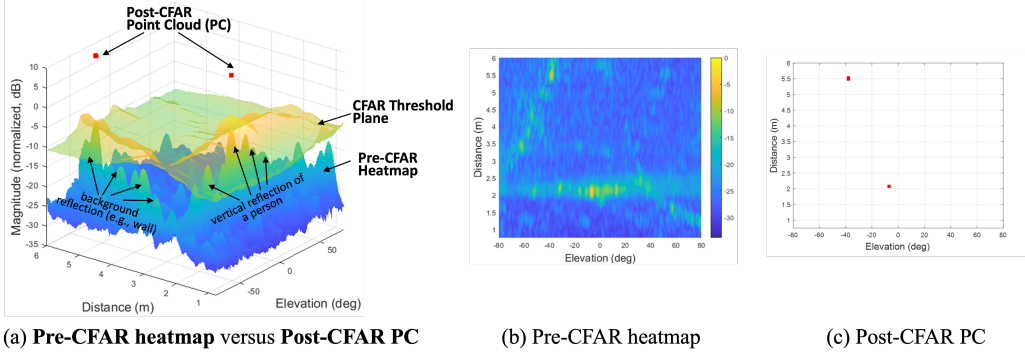 Post-CFAR
Point Cloud (PC)
CFAR Threshold
Plane
Pre-CFAR
Heatmap
background
reflection (e.g., wall)
vertical reflection of
a person
Magnitude (normalized, dB)
10
5
0
-5
-10
-15
-20
-25
-30
-35
6
5
4
3
2
1
Distance (m)
-50
0
50
Elevation (deg)
(a) Pre-CFAR heatmap versus Post-CFAR PC
Distance (m)
6
5.5
5
4.5
4
3.5
3
2.5
2
1.5
1
-80 -60 -40 -20 0 20 40 60 80
Elevation (deg)
0
-5
-10
-15
-20
-25
-30
(b) Pre-CFAR heatmap
Distance (m)
6
5.5
5
4.5
4
3.5
3
2.5
2
1.5
1
-80 -60 -40 -20 0 20 40 60 80
Elevation (deg)
(c) Post-CFAR PC